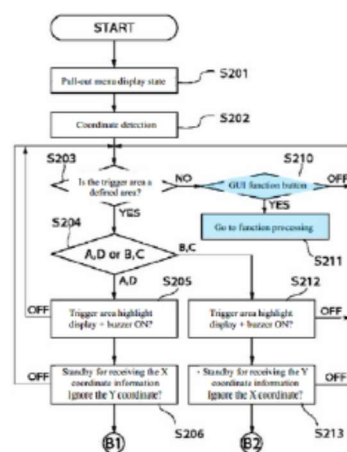 START
Pull-out menu display state
S201
S202
Coordinate detection
S203
Is the trigger area a
defined area?
NO
S210
GUI function button
OFF
YES
YES
S204
Go to function processing
S211
A,D or B,C
B,C
A,D
S205
S212
OFF
Trigger area highlight
display + buzzer ON?
Trigger area highlight
display + buzzer ON?
OFF
OFF
Standby for receiving the X
coordinate information
Ignore the Y coordinate?
Standby for receiving the Y
coordinate information
Ignore the X coordinate?
OFF
S206
S213
B1
B2